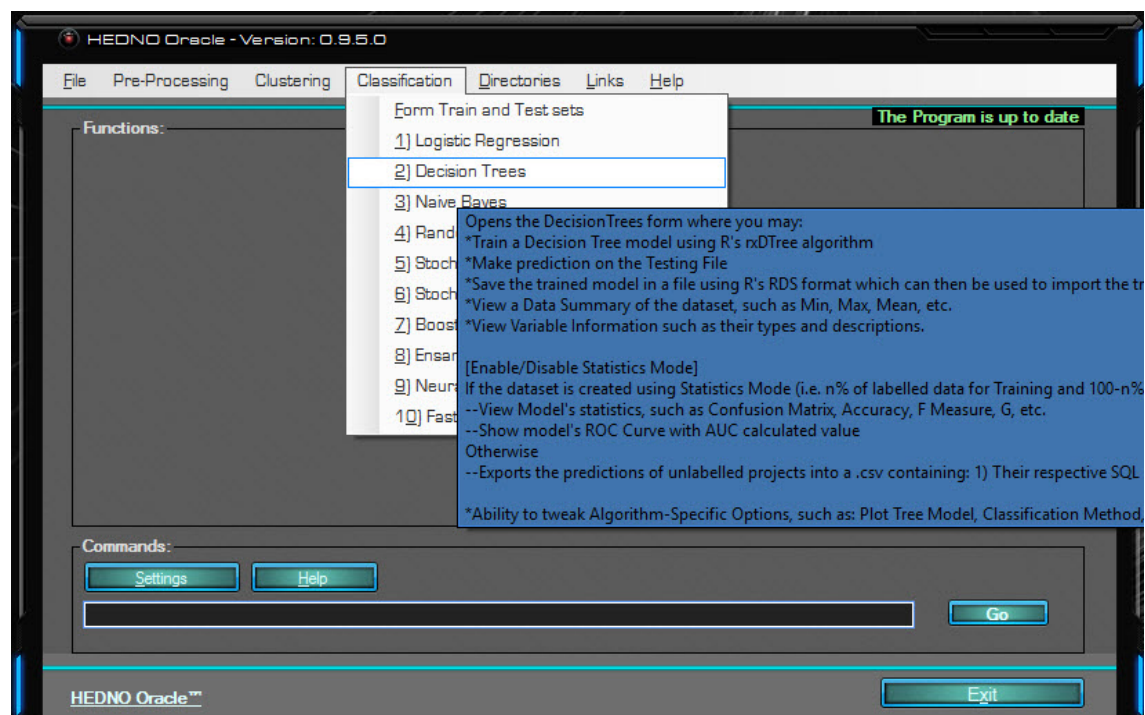 HEDNO Oracle - Version: 0.9.5.0
File Pre-Processing Clustering Classification Directories Links Help
The Program is up to date
Functions:
Form Train and Test sets
1) Logistic Regression
2) Decision Trees
3) Naive Bayes
4)
5)
6)
7)
8)
9)
10) Fast
Opens the DecisionTrees form where you may:
*Train a Decision Tree model using R's rxDTree algorithm
*Make prediction on the Testing File
*Save the trained model in a file using R's RDS format which can then be used to import the
*View a Data Summary of the dataset, such as Min, Max, Mean, etc.
*View Variable Information such as their types and descriptions.
[Enable/Disable Statistics Mode]
If the dataset is created using Statistics Mode (i.e. n% of labelled data for Training and 100-n%
--View Model's statistics, such as Confusion Matrix, Accuracy, F Measure, G, etc.
--Show model's ROC Curve with AUC calculated value
Otherwise
--Exports the predictions of unlabelled projects into a .csv containing: 1) Their respective SQL
*Ability to tweak Algorithm-Specific Options, such as: Plot Tree Model, Classification Method,
Commands:
Settings Help
Go
HEDNO Oracle™ Exit